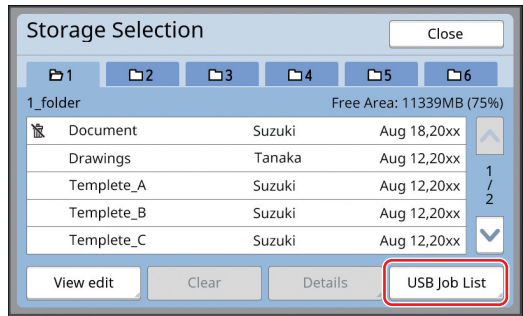 Storage Selection Close
1 2 3 4 5 6
1_folder Free Area: 11339MB (75%)
Document Suzuki Aug 18,20xx
Drawings Tanaka Aug 12,20xx
Templete_A Suzuki Aug 12,20xx
Templete_B Suzuki Aug 12,20xx
Templete_C Suzuki Aug 12,20xx
1
/
2
View edit Clear Details USB Job List